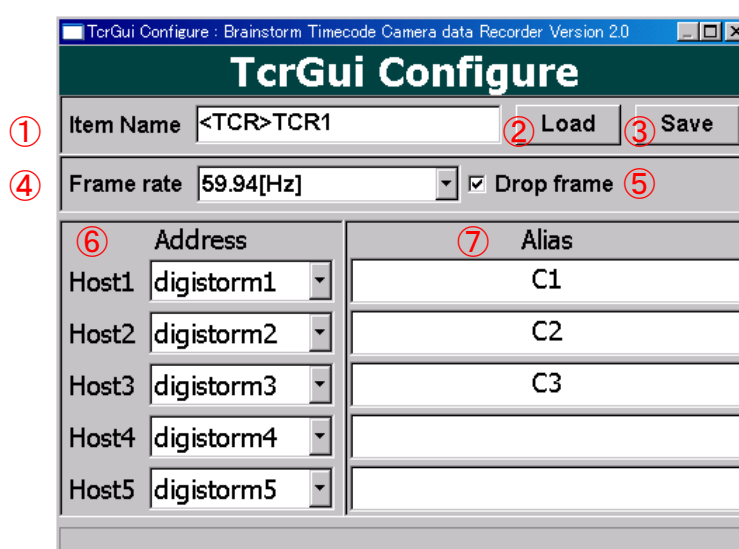 TcrGui Configure : Brainstorm Timecode Camera data Recorder Version 2.0
TcrGui Configure
① Item Name <TCR>TCR1 ② Load ③ Save
④ Frame rate 59.94[Hz] Drop frame ⑤
⑥ Address ⑦ Alias
Host1 digistorm1 C1
Host2 digistorm2 C2
Host3 digistorm3 C3
Host4 digistorm4
Host5 digistorm5